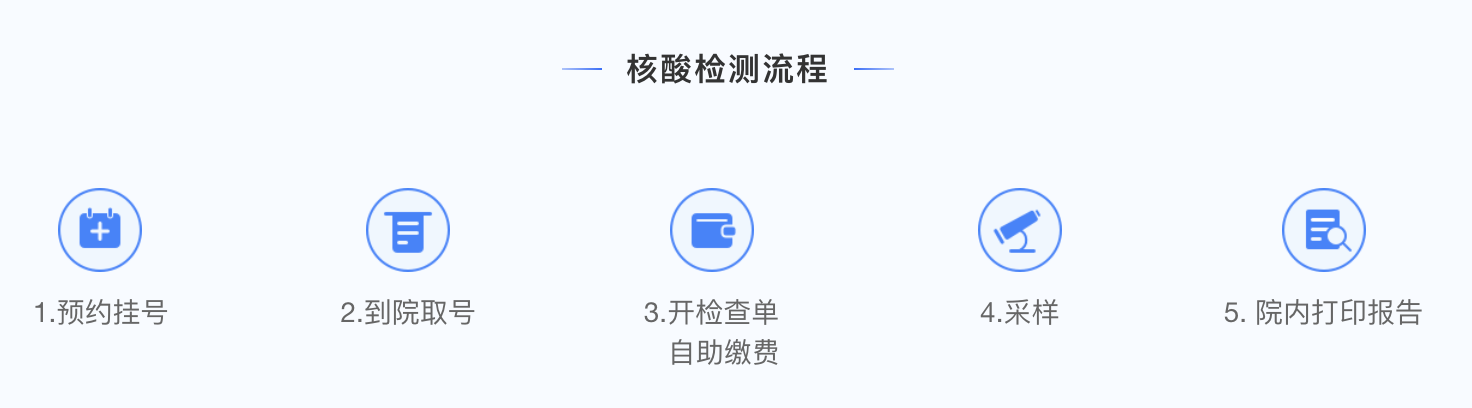 核酸检测流程
1.预约挂号
2.到院取号
3.开检查单
自助缴费
4.采样
5. 院内打印报告